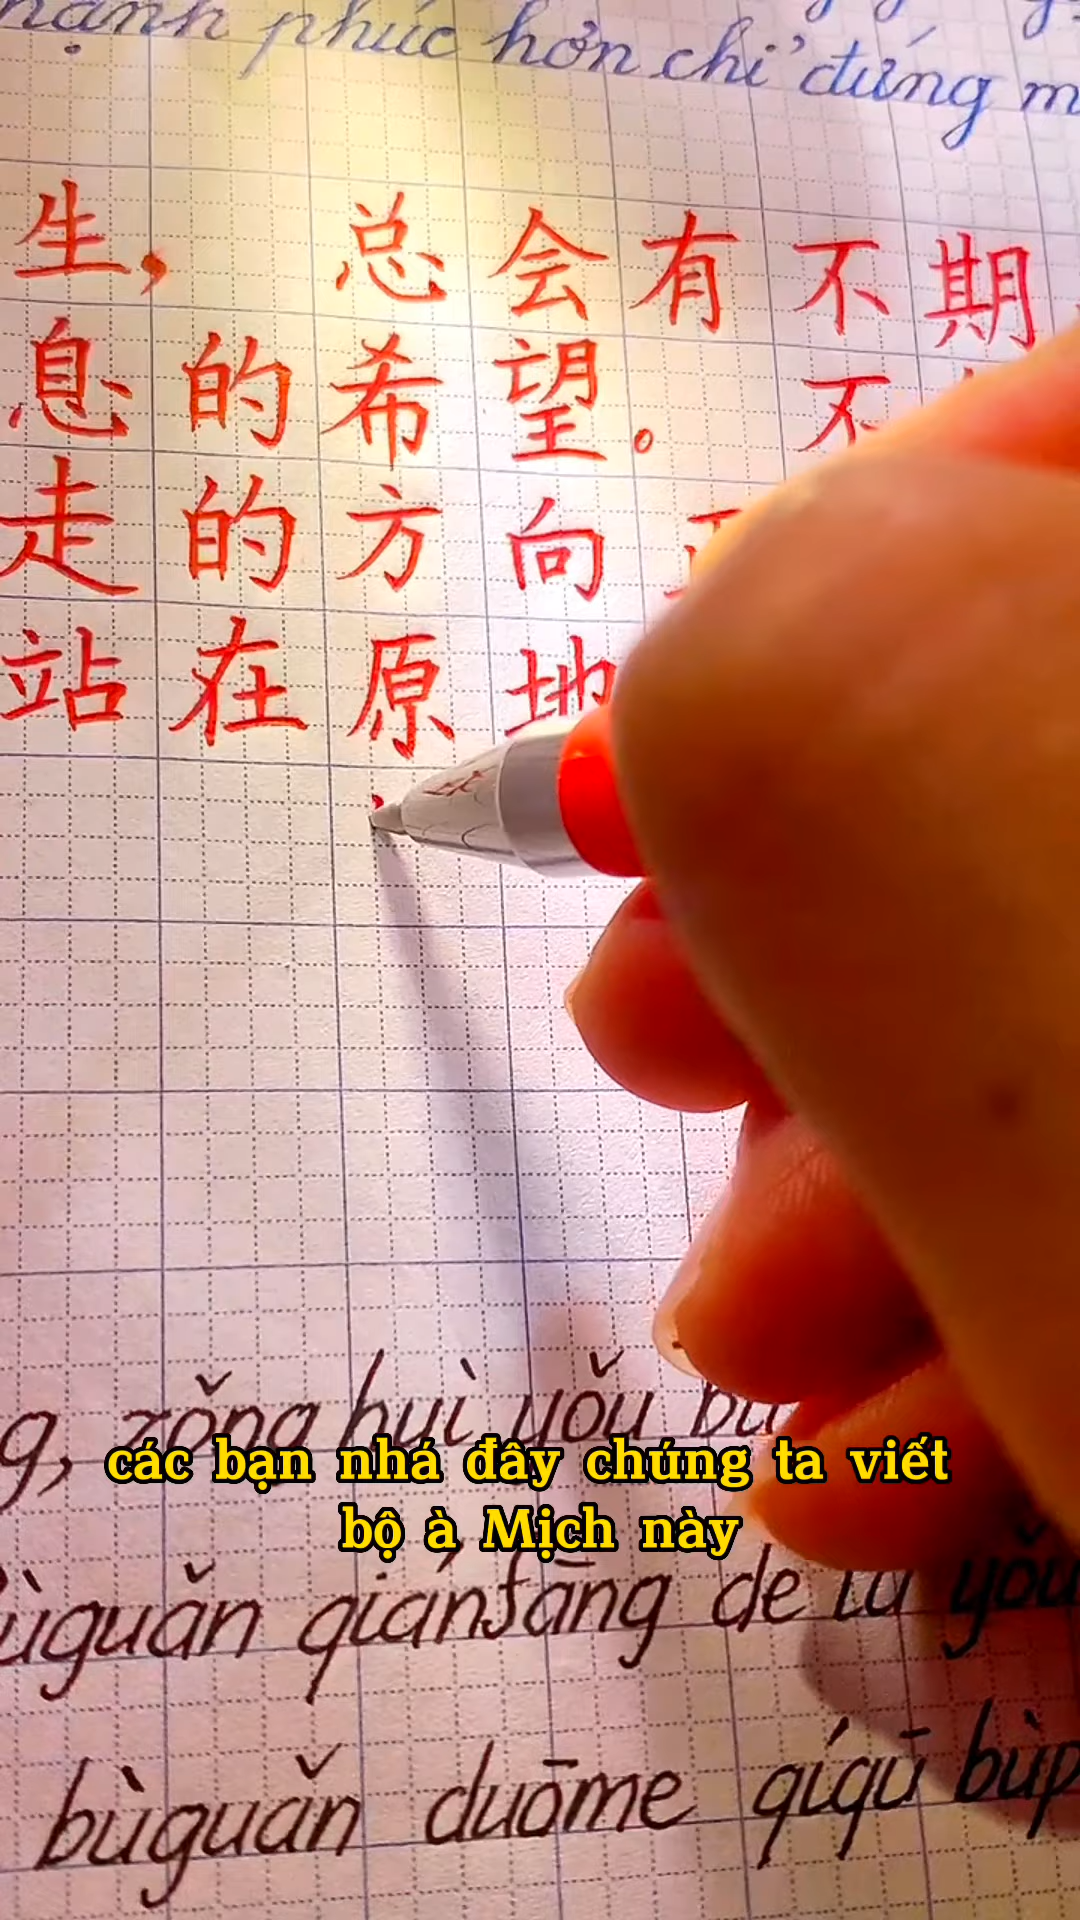 hạnh phúc hơn chỉ đứng
生， 总会有不期
息的希望。 不
走的方向
站在原地
zǒng huì yǒu
các bạn nhá đây chúng ta viết
bộ à Mịch này
qiánfāng de lù yǒu
bùguǎn duōme qíqū